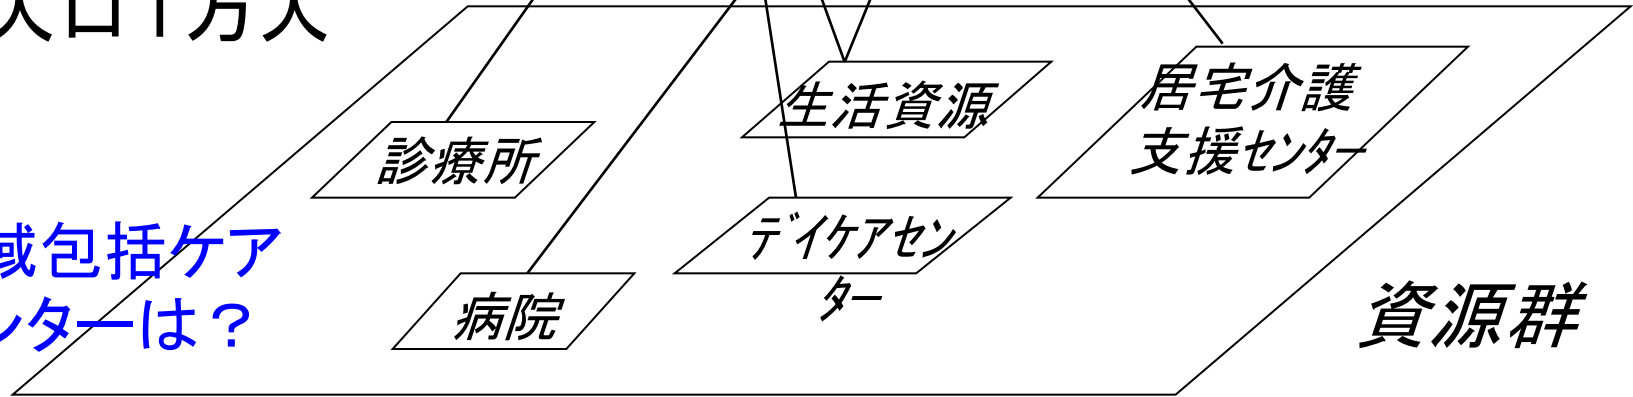 人口1万人
生活資源
居宅介護
支援センター
診療所
デイケアセン
ター
域包括ケア
ンターは？
病院
資源群